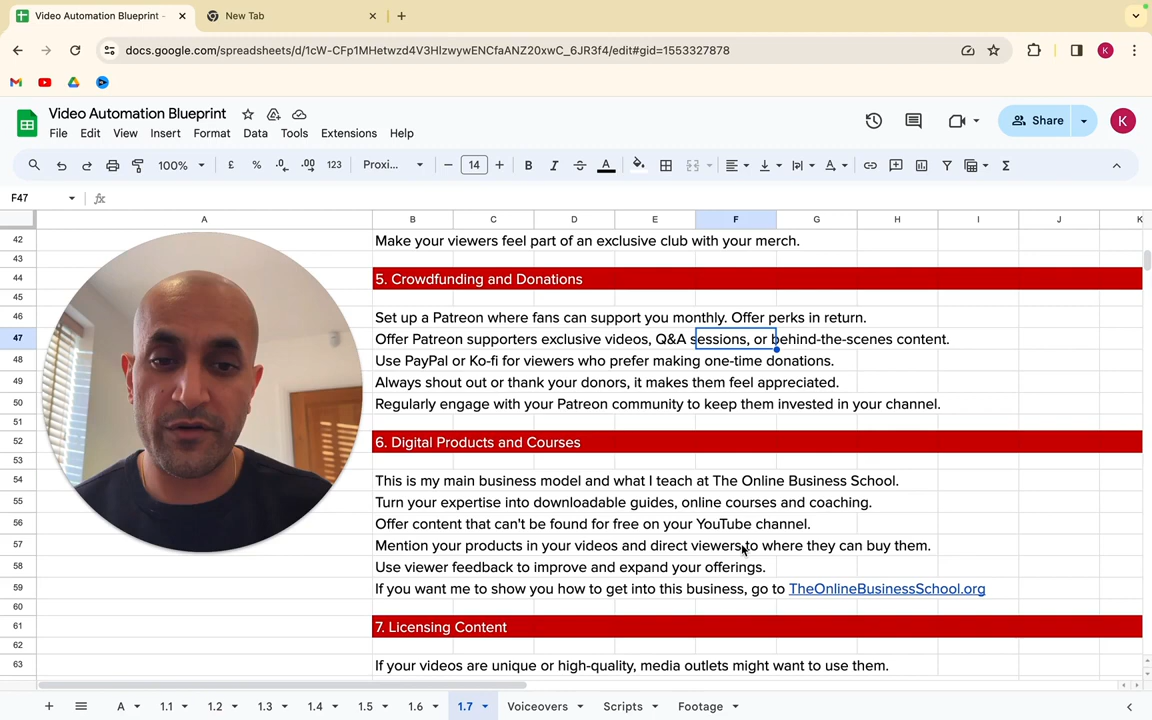 Video Automation Blueprint -
New Tab
docs.google.com/spreadsheets/d/1cW-CFp1MHetwzd4V3HIzwywENCfaANZ20xwC_6JR3f4/edit#gid=1553327878
K
Video Automation Blueprint
File Edit View Insert Format Data Tools Extensions Help
Share
K
100% £ % .0 .00 123 Proxi... 14 B I S A Σ
F47 fx
A B C D E F G H I J K
42 Make your viewers feel part of an exclusive club with your merch.
43
44 5. Crowdfunding and Donations
45
46 Set up a Patreon where fans can support you monthly. Offer perks in return.
47 Offer Patreon supporters exclusive videos, Q&A sessions, or behind-the-scenes content.
48 Use PayPal or Ko-fi for viewers who prefer making one-time donations.
49 Always shout out or thank your donors, it makes them feel appreciated.
50 Regularly engage with your Patreon community to keep them invested in your channel.
51
52 6. Digital Products and Courses
53
54 This is my main business model and what I teach at The Online Business School.
55 Turn your expertise into downloadable guides, online courses and coaching.
56 Offer content that can't be found for free on your YouTube channel.
57 Mention your products in your videos and direct viewers to where they can buy them.
58 Use viewer feedback to improve and expand your offerings.
59 If you want me to show you how to get into this business, go to TheOnlineBusinessSchool.org
60
61 7. Licensing Content
62
63 If your videos are unique or high-quality, media outlets might want to use them.
A 1.1 1.2 1.3 1.4 1.5 1.6 1.7 Voiceovers Scripts Footage